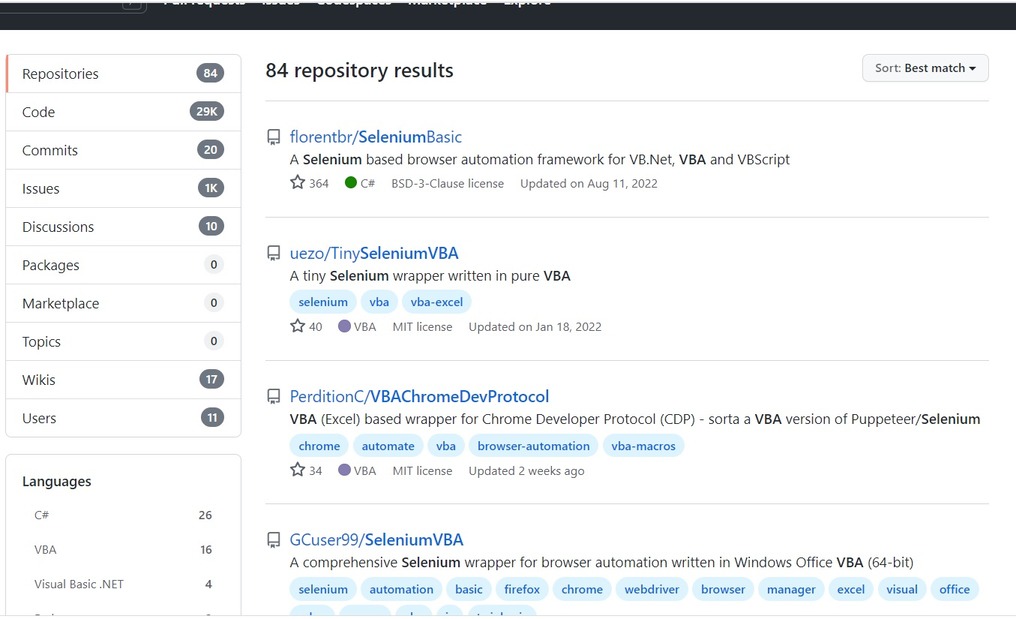 Repositories 84
Code 29K
Commits 20
Issues 1K
Discussions 10
Packages 0
Marketplace 0
Topics 0
Wikis 17
Users 11
Languages
C# 26
VBA 16
Visual Basic .NET 4
84 repository results
Sort: Best match
florentbr/SeleniumBasic
A Selenium based browser automation framework for VB.Net, VBA and VBScript
364 C# BSD-3-Clause license Updated on Aug 11, 2022
uezo/TinySeleniumVBA
A tiny Selenium wrapper written in pure VBA
selenium vba vba-excel
40 VBA MIT license Updated on Jan 18, 2022
PerditionC/VBAChromeDevProtocol
VBA (Excel) based wrapper for Chrome Developer Protocol (CDP) - sorta a VBA version of Puppeteer/Selenium
chrome automate vba browser-automation vba-macros
34 VBA MIT license Updated 2 weeks ago
GCuser99/SeleniumVBA
A comprehensive Selenium wrapper for browser automation written in Windows Office VBA (64-bit)
selenium automation basic firefox chrome webdriver browser manager excel visual office